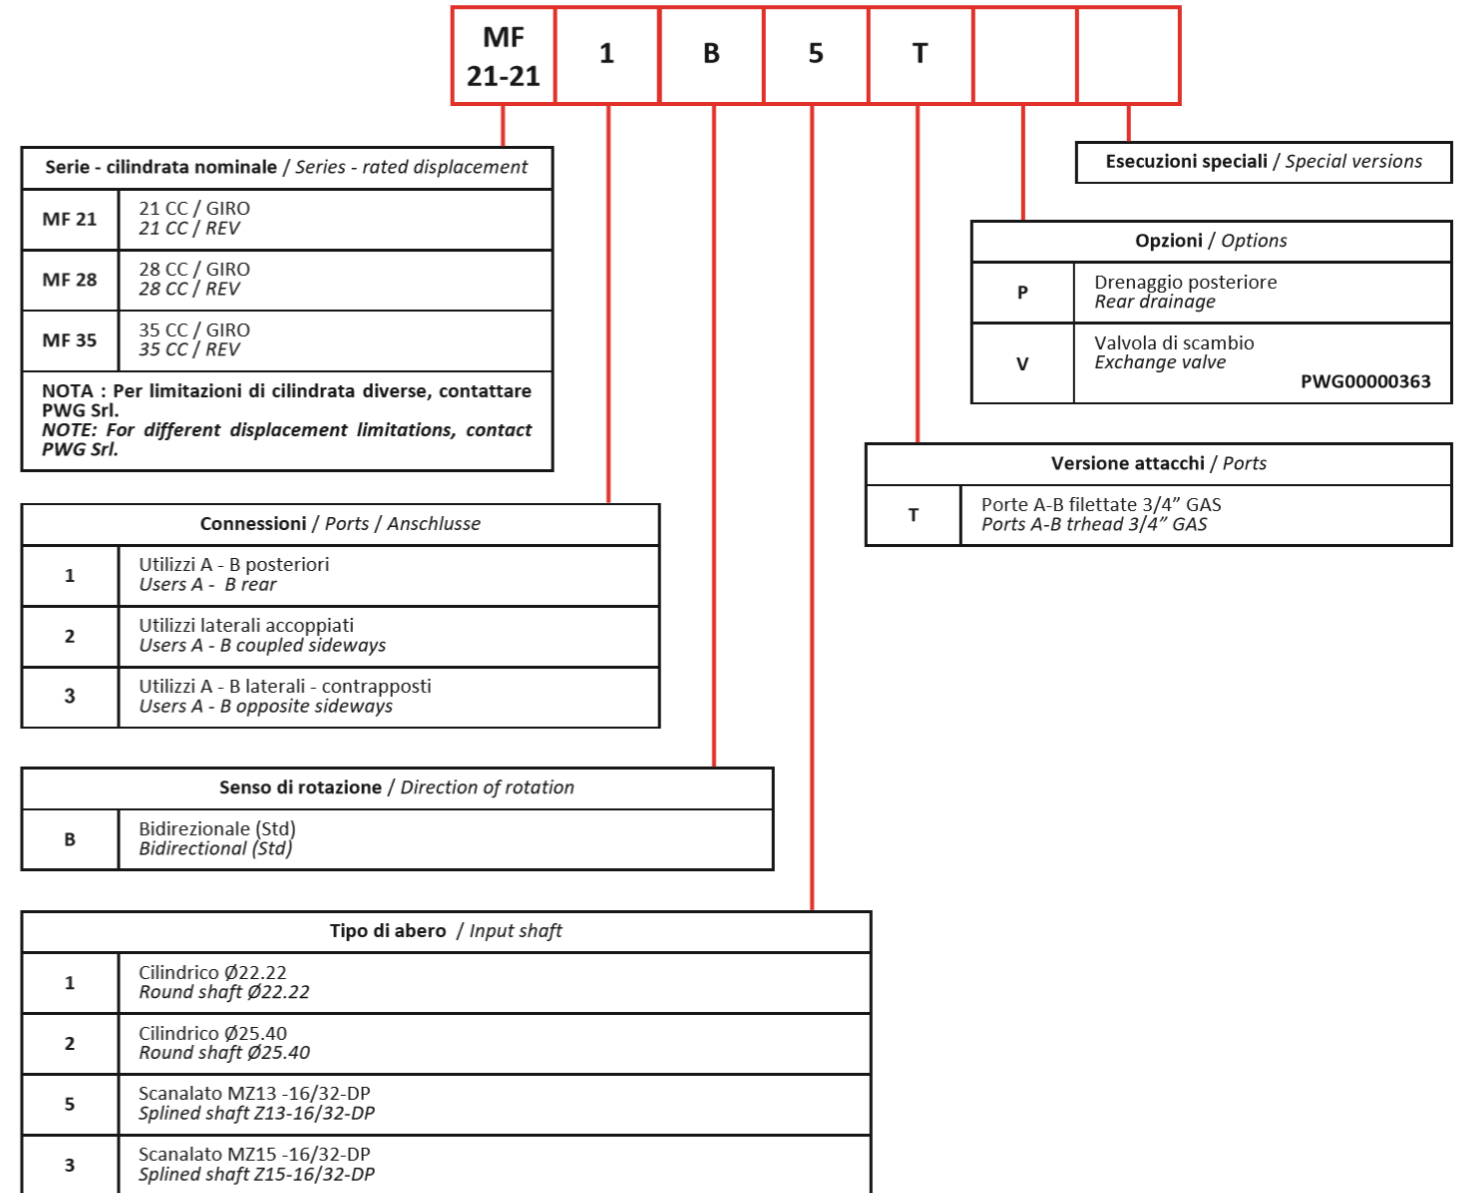 MF
21-21
1
B
5
T
Serie - cilindrata nominale / Series - rated displacement
MF 21
21 CC / GIRO
21 CC / REV
MF 28
28 CC / GIRO
28 CC / REV
MF 35
35 CC / GIRO
35 CC / REV
NOTA : Per limitazioni di cilindrata diverse, contattare
PWG Srl.
NOTE: For different displacement limitations, contact
PWG Srl.
Esecuzioni speciali / Special versions
Opzioni / Options
P
Drenaggio posteriore
Rear drainage
V
Valvola di scambio
Exchange valve
PWG00000363
Versione attacchi / Ports
T
Porte A-B filettate 3/4” GAS
Ports A-B trhead 3/4” GAS
Connessioni / Ports / Anschlusse
1
Utilizzi A - B posteriori
Users A - B rear
2
Utilizzi laterali accoppiati
Users A - B coupled sideways
3
Utilizzi A - B laterali - contrapposti
Users A - B opposite sideways
Senso di rotazione / Direction of rotation
B
Bidirezionale (Std)
Bidirectional (Std)
Tipo di abero / Input shaft
1
Cilindrico Ø22.22
Round shaft Ø22.22
2
Cilindrico Ø25.40
Round shaft Ø25.40
5
Scanalato MZ13 -16/32-DP
Splined shaft Z13-16/32-DP
3
Scanalato MZ15 -16/32-DP
Splined shaft Z15-16/32-DP